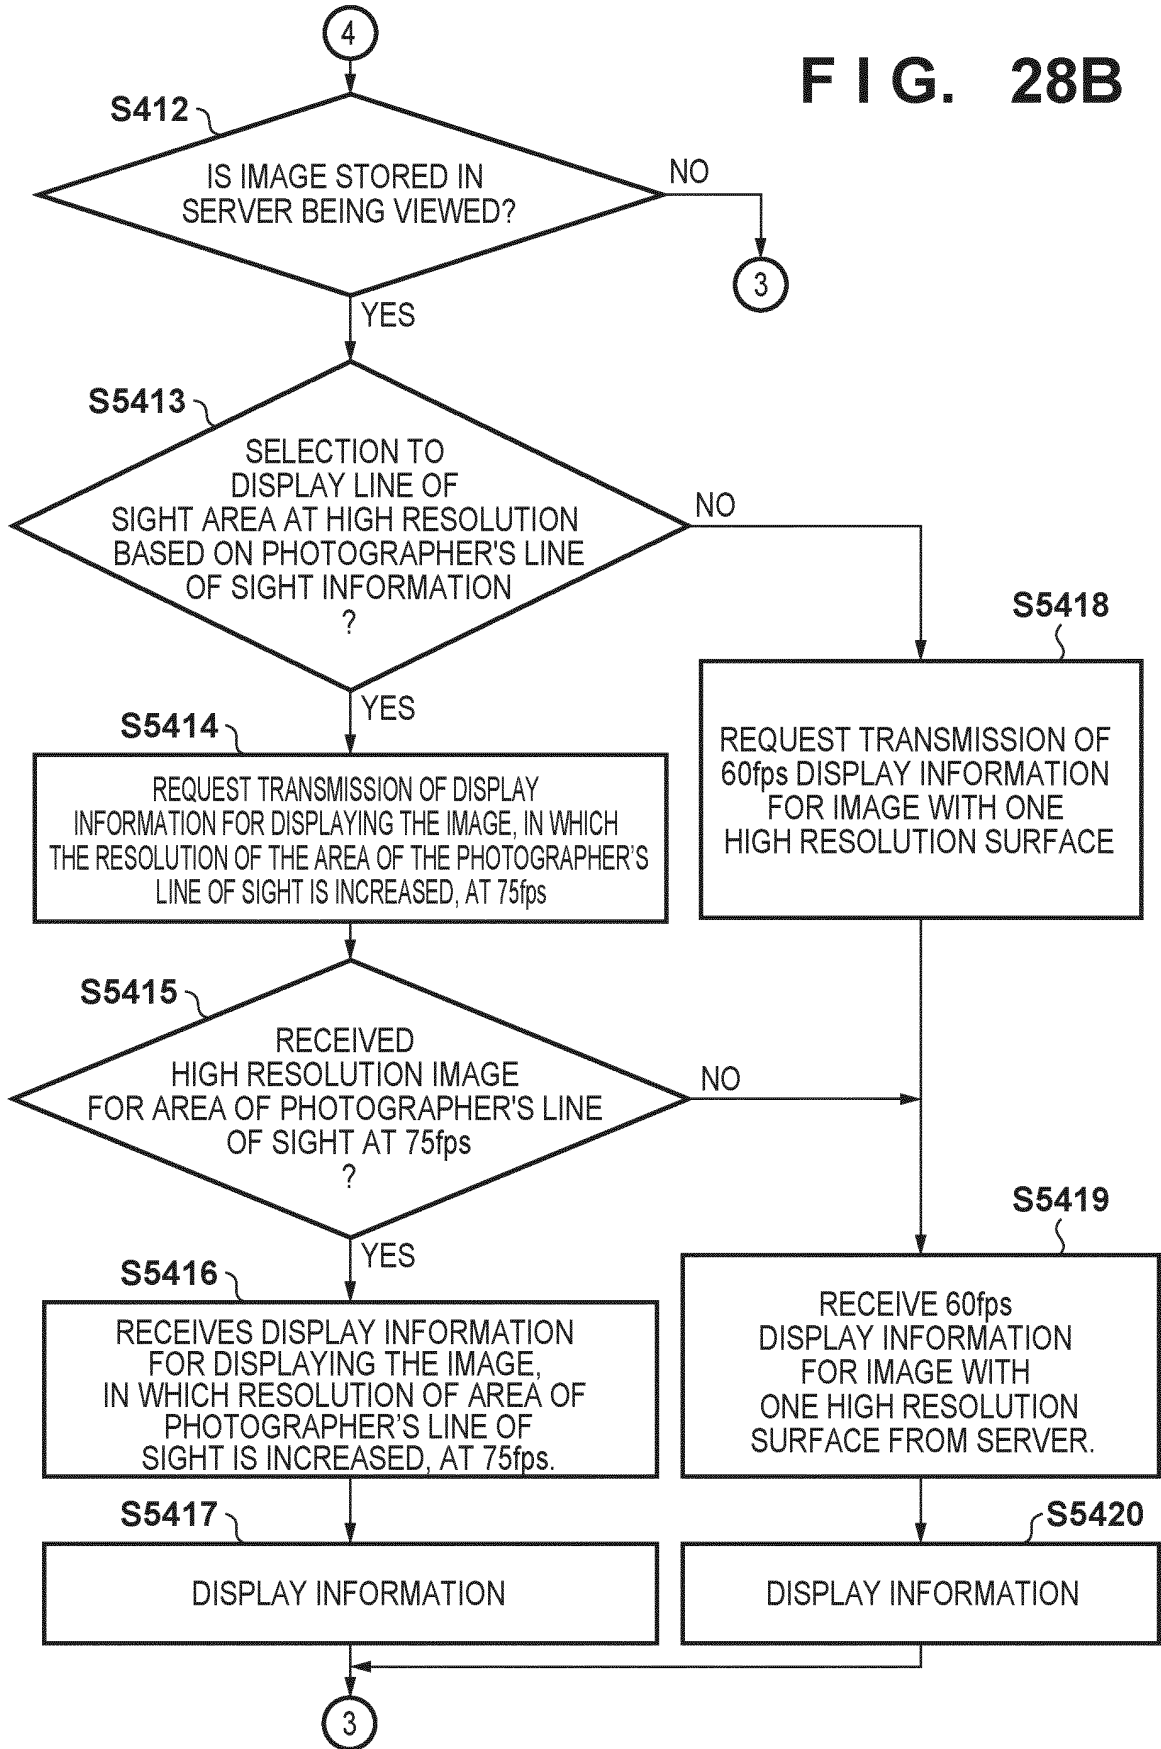 4
FIG. 28B
S412
IS IMAGE STORED IN
SERVER BEING VIEWED?
NO
3
YES
S5413
SELECTION TO
DISPLAY LINE OF
SIGHT AREA AT HIGH RESOLUTION
BASED ON PHOTOGRAPHER'S LINE
OF SIGHT INFORMATION
?
NO
YES
S5418
REQUEST TRANSMISSION OF
60fps DISPLAY INFORMATION
FOR IMAGE WITH ONE
HIGH RESOLUTION SURFACE
S5414
REQUEST TRANSMISSION OF DISPLAY
INFORMATION FOR DISPLAYING THE IMAGE, IN WHICH
THE RESOLUTION OF THE AREA OF THE PHOTOGRAPHER'S
LINE OF SIGHT IS INCREASED, AT 75fps
S5415
RECEIVED
HIGH RESOLUTION IMAGE
FOR AREA OF PHOTOGRAPHER'S LINE
OF SIGHT AT 75fps
?
NO
YES
S5419
RECEIVE 60fps
DISPLAY INFORMATION
FOR IMAGE WITH
ONE HIGH RESOLUTION
SURFACE FROM SERVER.
S5416
RECEIVES DISPLAY INFORMATION
FOR DISPLAYING THE IMAGE,
IN WHICH RESOLUTION OF AREA OF
PHOTOGRAPHER'S LINE OF
SIGHT IS INCREASED, AT 75fps.
S5417
DISPLAY INFORMATION
S5420
DISPLAY INFORMATION
3